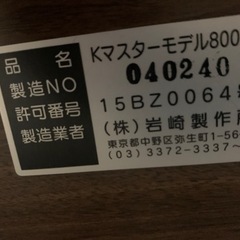 品名 Kマスターモデル800
製造NO 040240
許可番号 15BZ0064
製造業者 (株)岩崎製作
東京都中野区弥生町1-5
(03)3372-3337~